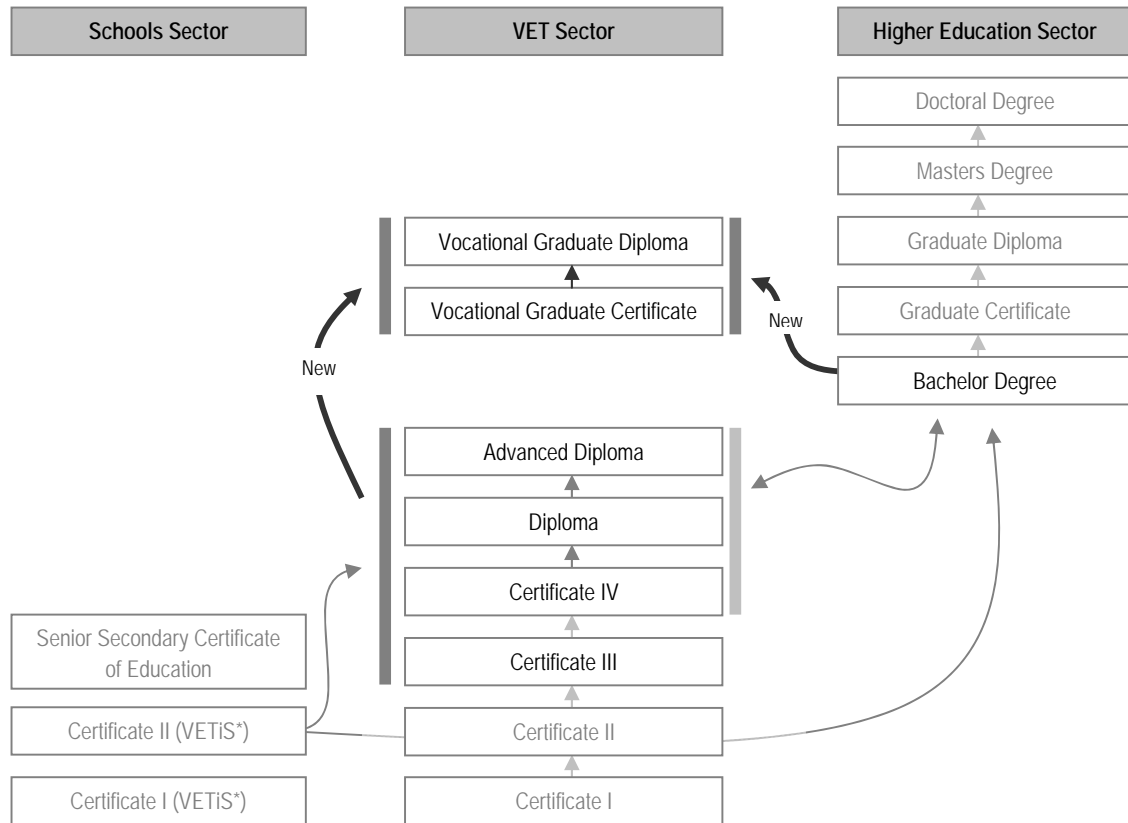 Schools Sector
VET Sector
Higher Education Sector
Doctoral Degree
Masters Degree
Vocational Graduate Diploma
Graduate Diploma
Vocational Graduate Certificate
Graduate Certificate
New
New
Bachelor Degree
Advanced Diploma
Diploma
Certificate IV
Senior Secondary Certificate
of Education
Certificate III
Certificate II (VETiS*)
Certificate II
Certificate I (VETiS*)
Certificate I